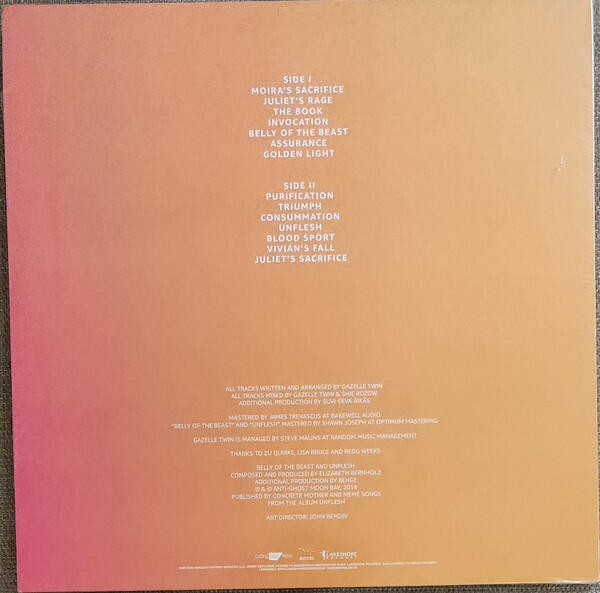 SIDE I
MOIRA'S SACRIFICE
JULIET'S RAGE
THE BOOK
INVOCATION
BELLY OF THE BEAST
ASSURANCE
GOLDEN LIGHT
SIDE II
PURIFICATION
TRIUMPH
CONSUMMATION
UNFLESH
BLOOD SPORT
VIVIAN'S FALL
JULIET'S SACRIFICE
ALL TRACKS WRITTEN AND ARRANGED BY GAZELLE TWIN
ALL TRACKS MIXED BY GAZELLE TWIN & SHIE ROZOW
ADDITIONAL PRODUCTION BY SUVI-EEVA ÄIKÄS
MASTERED BY JAMES TREVASCUS AT BAKEWELL AUDIO
"BELLY OF THE BEAST" AND "UNFLESH" MASTERED BY SHAWN JOSEPH AT OPTIMUM MASTERING
GAZELLE TWIN IS MANAGED BY STEVE MALINS AT RANDOM MUSIC MANAGEMENT
THANKS TO ZU QUIRKE, LISA BRUCE AND REGG WEEKS
BELLY OF THE BEAST AND UNFLESH
COMPOSED AND PRODUCED BY ELIZABETH BERNHOLZ
ADDITIONAL PRODUCTION BY BENGE
℗ & © ANTI-GHOST MOON RAY, 2014
PUBLISHED BY CONCRETE MOTHER AND MEME SONGS
FROM THE ALBUM UNFLESH
ART DIRECTOR: JOHN BERGIN
LAKESHORE
RECORDS